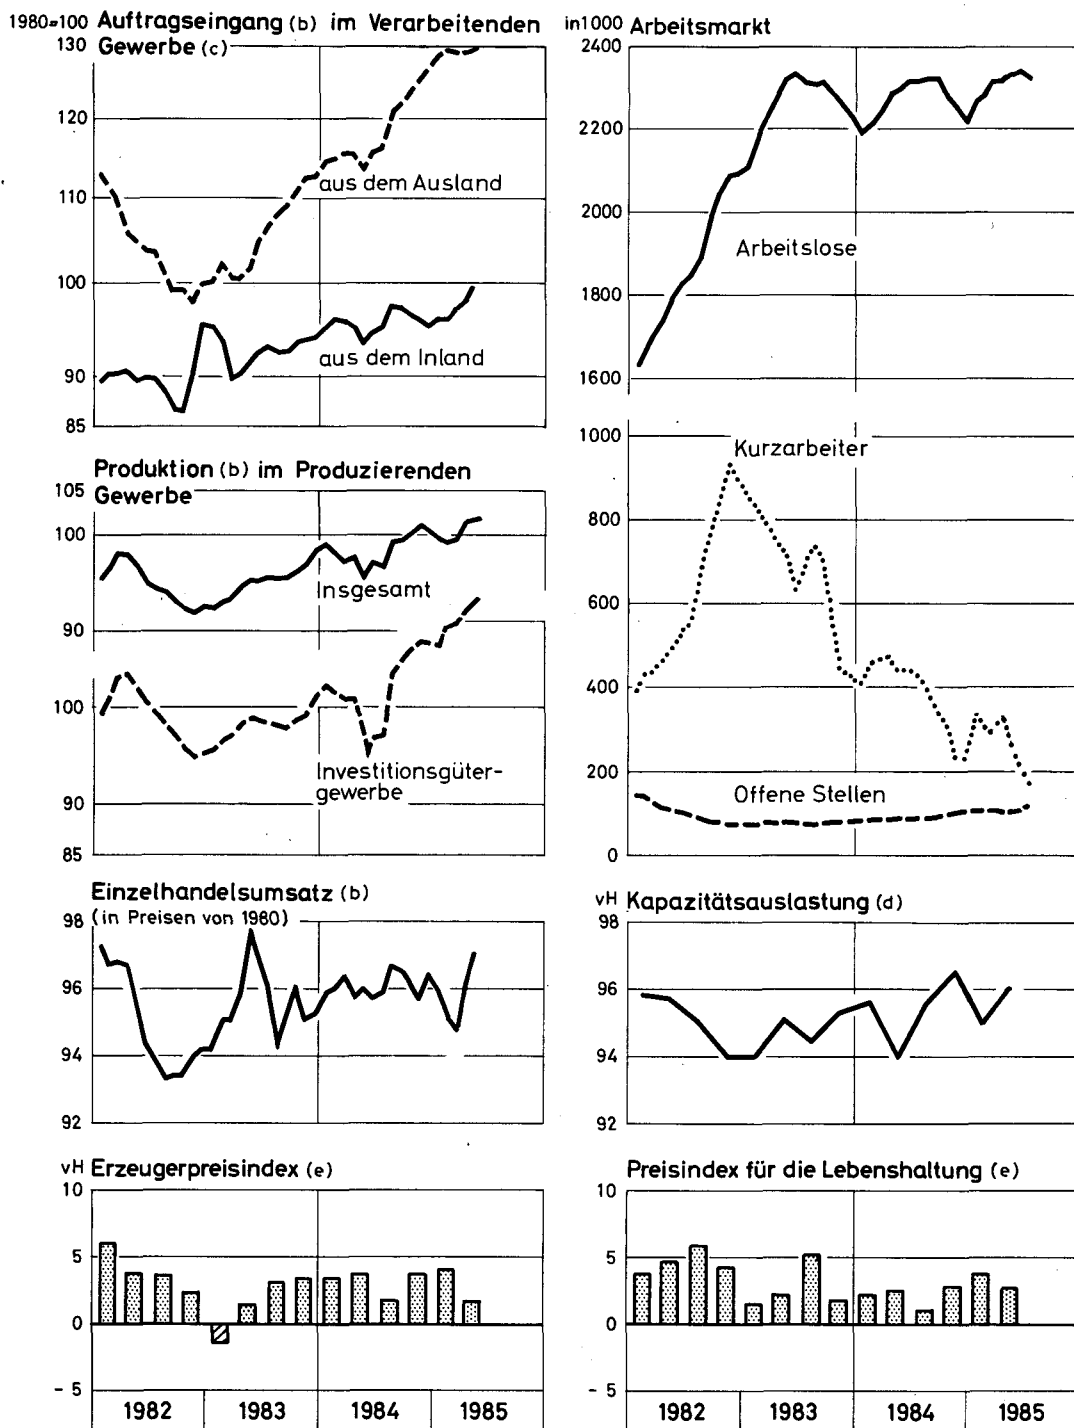 1980=100 Auftragseingang (b) im Verarbeitenden
Gewerbe (c)
130
120
110
100
90
85
aus dem Ausland
aus dem Inland
Produktion (b) im Produzierenden
Gewerbe
105
100
90
100
90
85
Insgesamt
Investitionsgüter-
gewerbe
Einzelhandelsumsatz (b)
(in Preisen von 1980)
98
96
94
92
vH Erzeugerpreisindex (e)
10
5
0
- 5
1982 1983 1984 1985
in 1000 Arbeitsmarkt
2400
2200
2000
1800
1600
Arbeitslose
1000
800
600
400
200
0
Kurzarbeiter
Offene Stellen
vH Kapazitätsauslastung (d)
98
96
94
92
Preisindex für die Lebenshaltung (e)
10
5
0
- 5
1982 1983 1984 1985